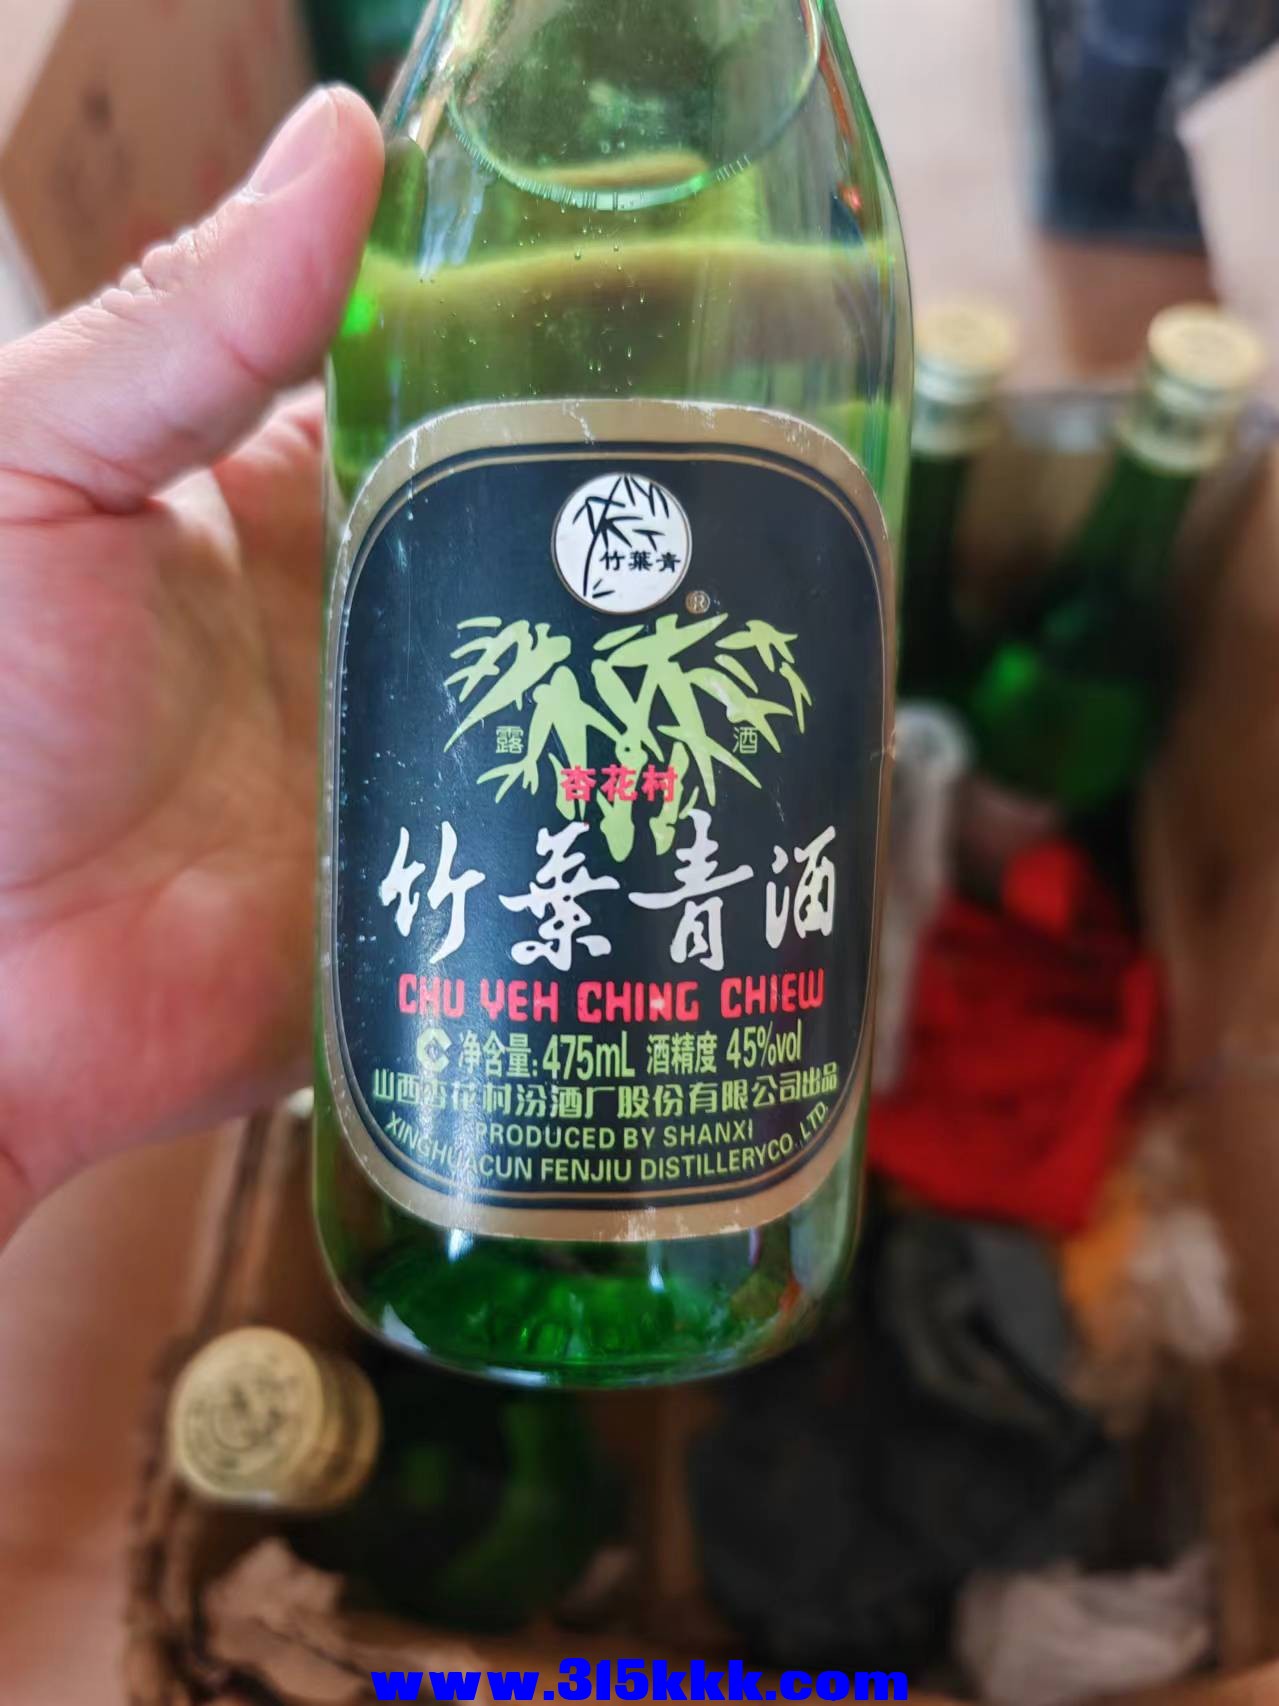 竹葉青
®
露 酒
杏花村
竹葉青酒
CHU YEH CHING CHIEW
C 净含量:475mL 酒精度 45%vol
山西杏花村汾酒厂股份有限公司出品
PRODUCED BY SHANXI
XINGHUACUN FENJIU DISTILLERYCO.,LTD.
www.315kkk.com